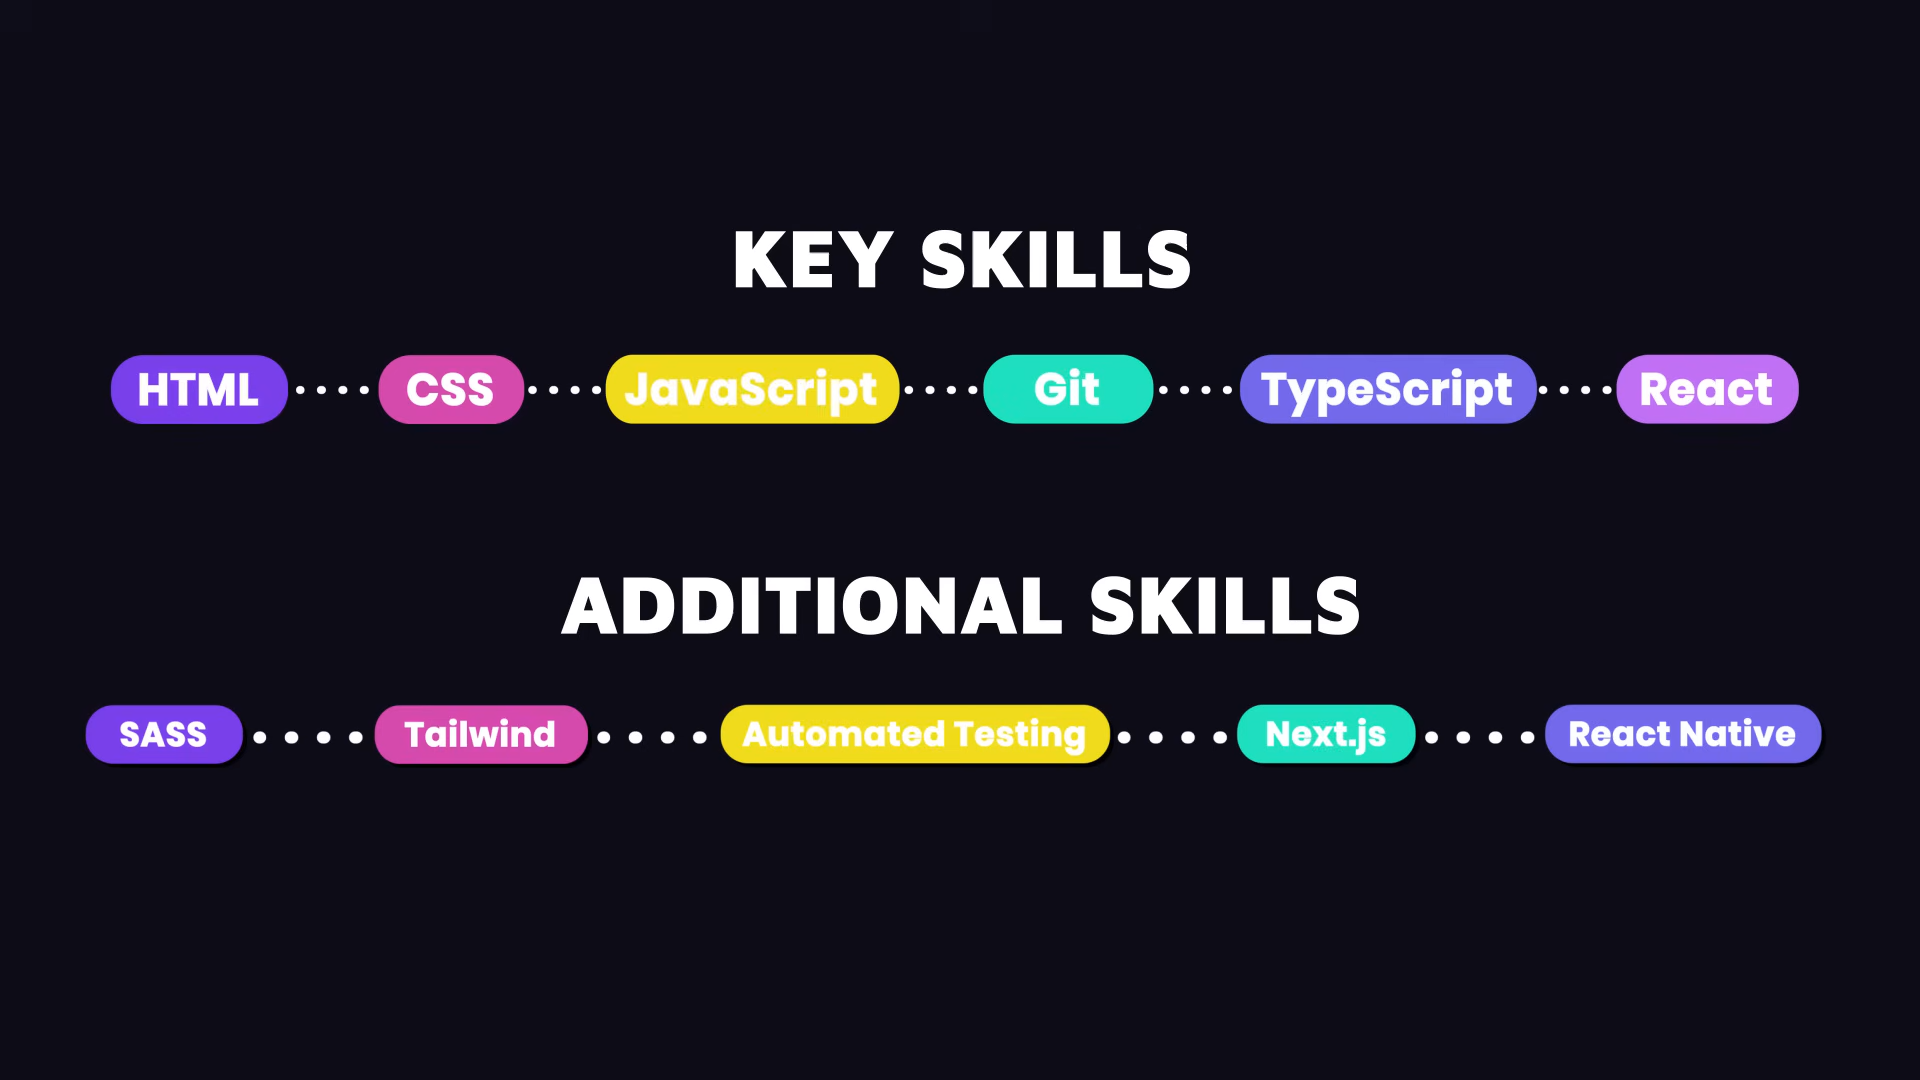 KEY SKILLS
HTML CSS JavaScript Git TypeScript React
ADDITIONAL SKILLS
SASS Tailwind Automated Testing Next.js React Native